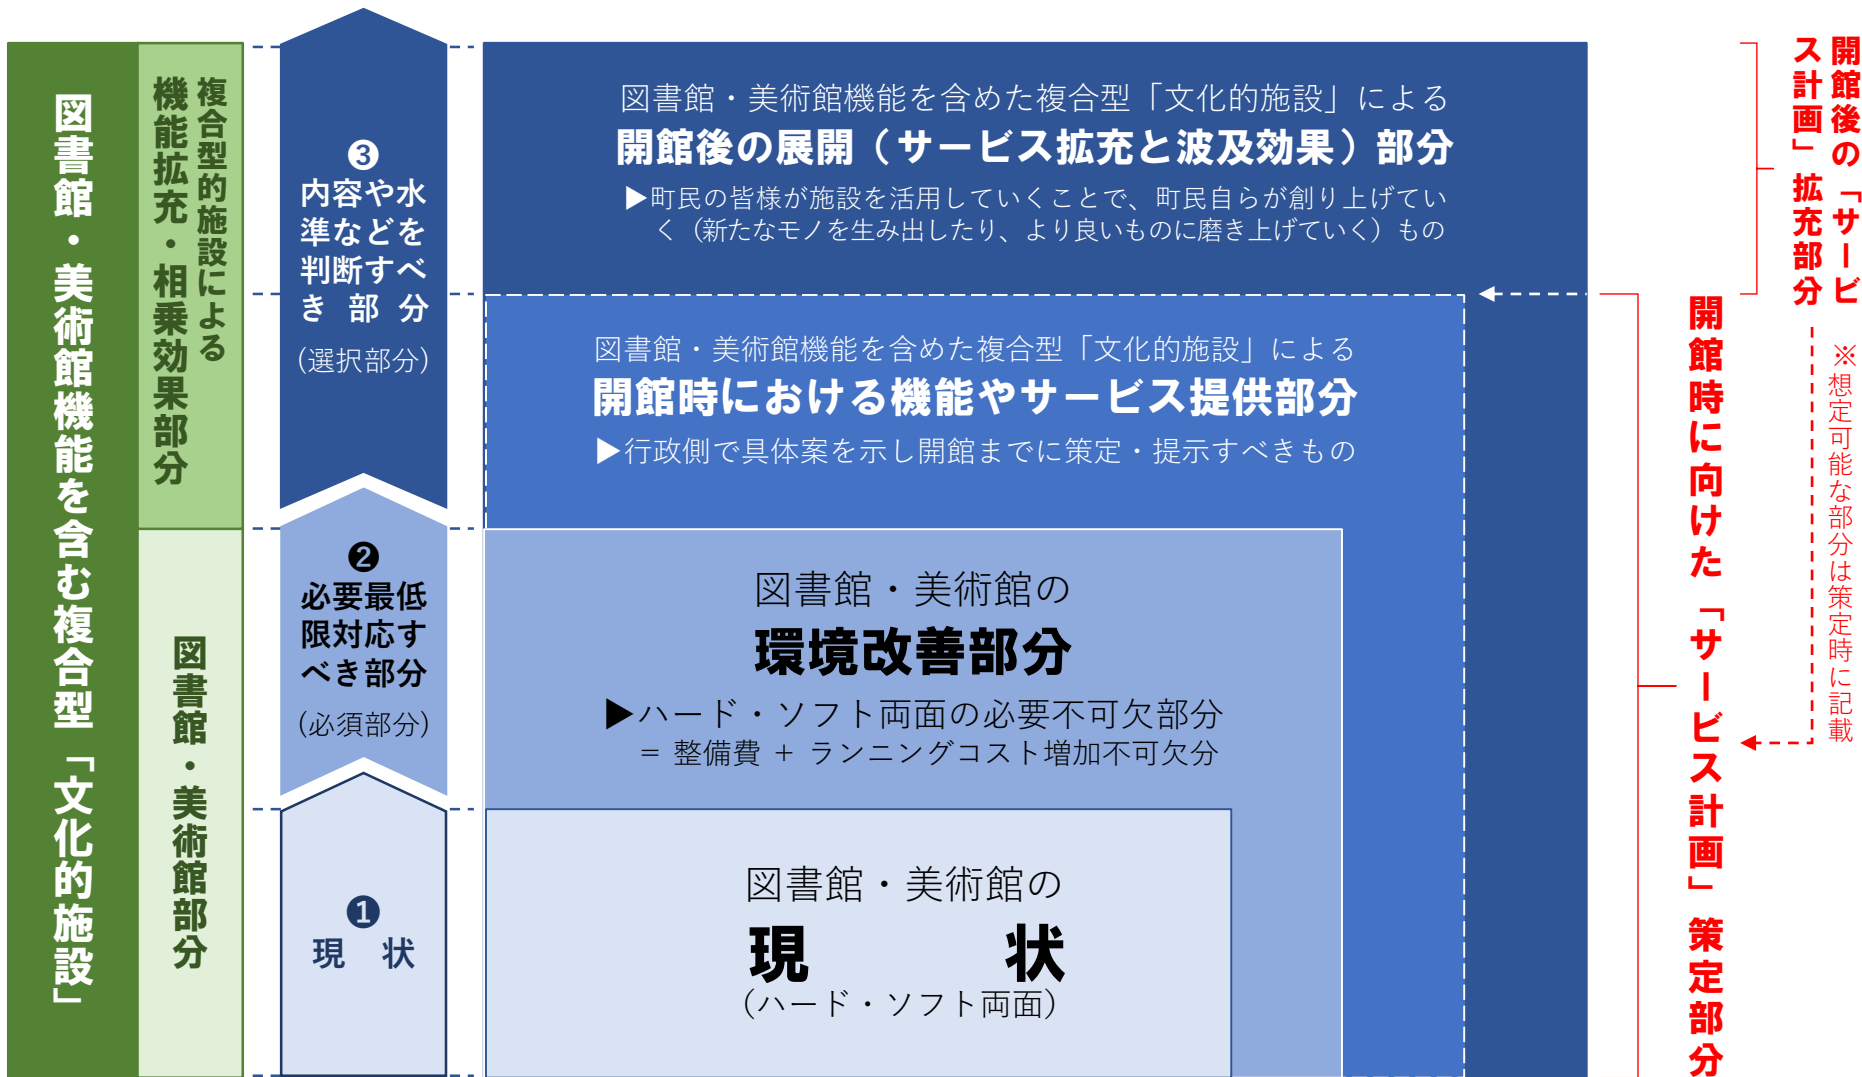 図書館・美術館機能を含む複合型「文化的施設」
複合型的施設による
機能拡充・相乗効果部分
図書館・美術館部分
❸
内容や水
準などを
判断すべ
き部分
(選択部分)
❷
必要最低
限対応す
べき部分
(必須部分)
❶
現　状
図書館・美術館機能を含めた複合型「文化的施設」による
開館後の展開（サービス拡充と波及効果）部分
▶町民の皆様が施設を活用していくことで、町民自らが創り上げてい
く（新たなモノを生み出したり、より良いものに磨き上げていく）もの
図書館・美術館機能を含めた複合型「文化的施設」による
開館時における機能やサービス提供部分
▶行政側で具体案を示し開館までに策定・提示すべきもの
図書館・美術館の
環境改善部分
▶ハード・ソフト両面の必要不可欠部分
= 整備費 + ランニングコスト増加不可欠分
図書館・美術館の
現　状
（ハード・ソフト両面）
開館後の「サービ
ス計画」拡充部分
※想定可能な部分は策定時に記載
開館時に向けた「サービス計画」策定部分